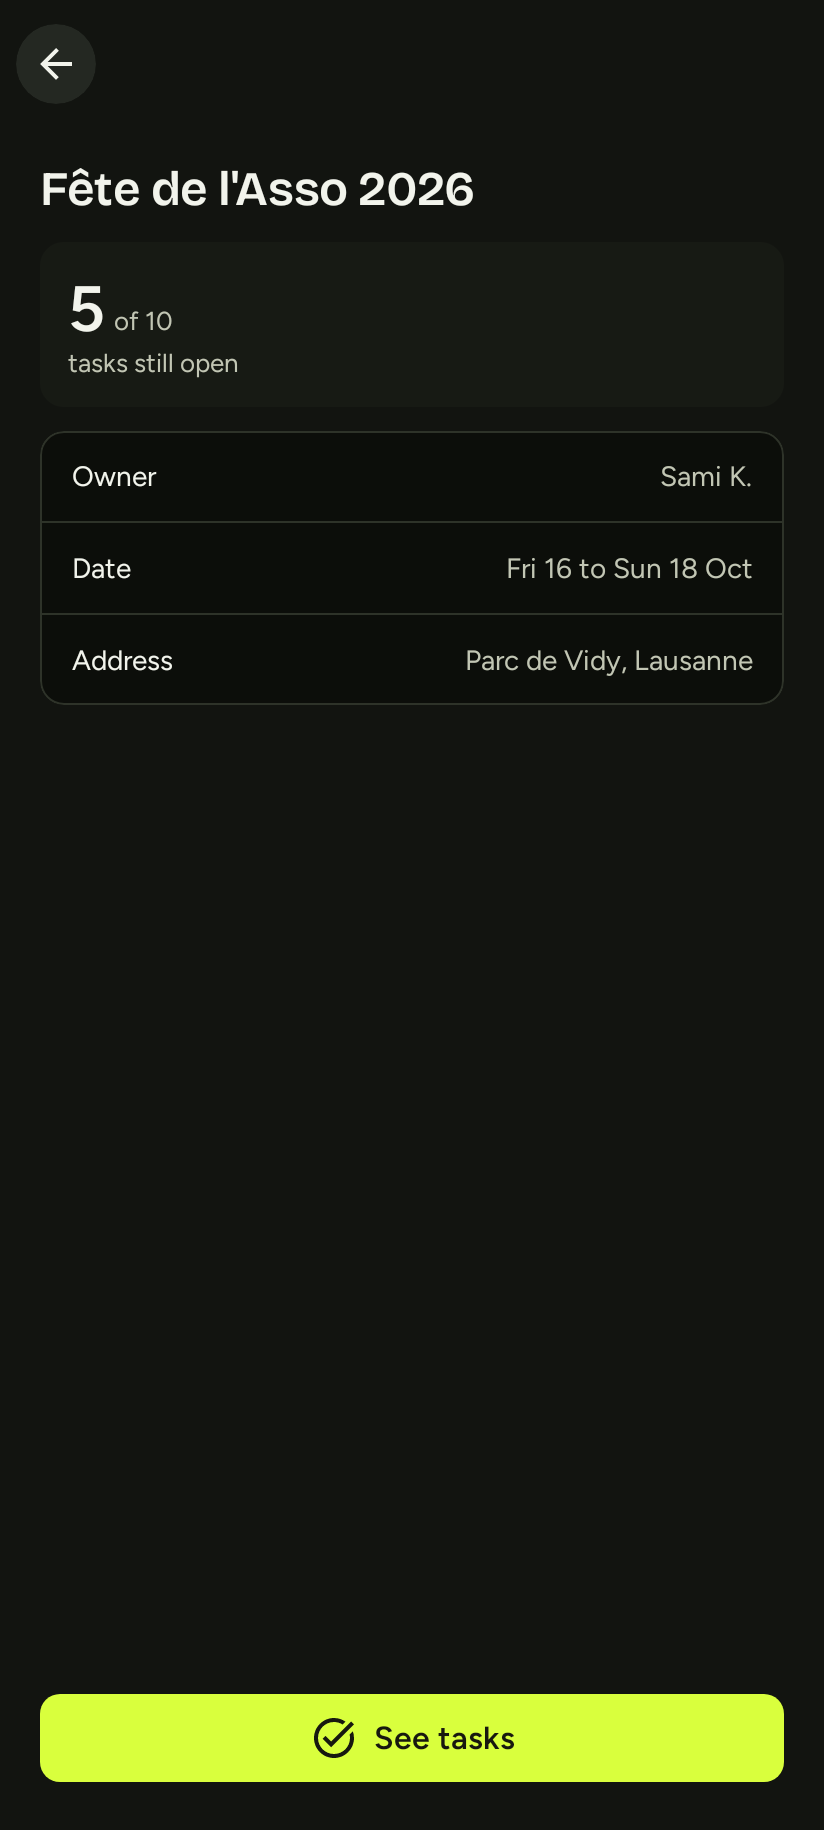 Fête de l'Asso 2026
5 of 10
tasks still open
Owner Sami K.
Date Fri 16 to Sun 18 Oct
Address Parc de Vidy, Lausanne
See tasks